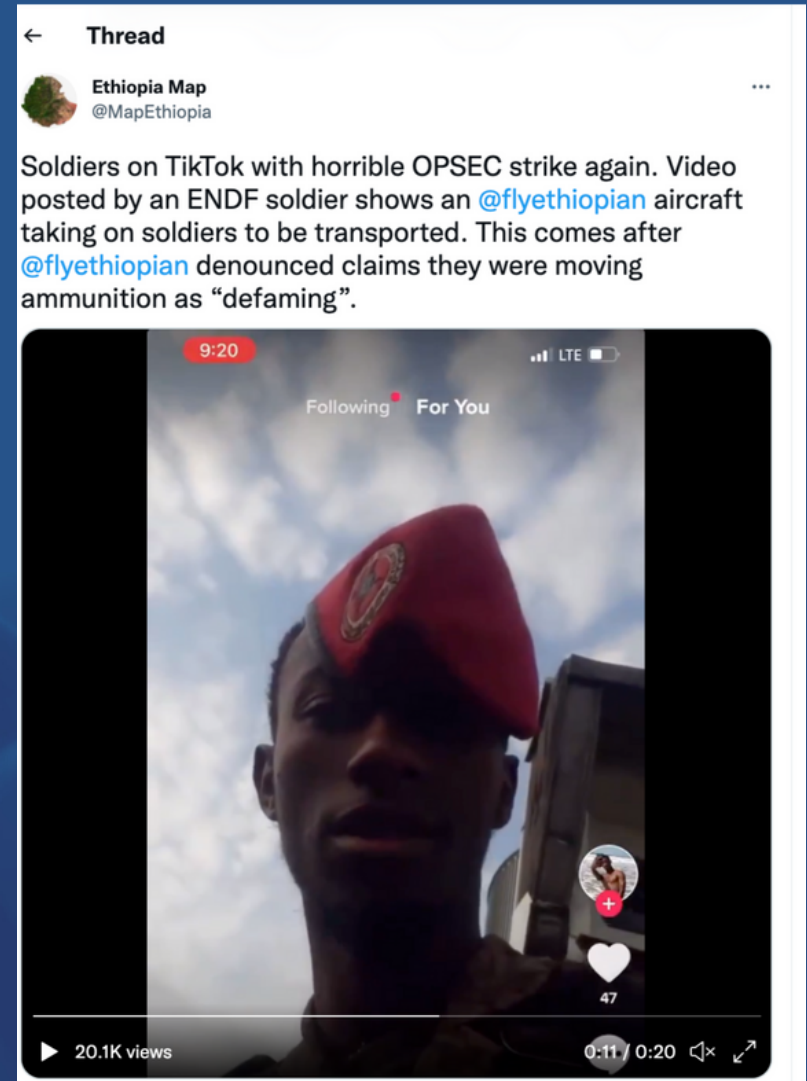 Thread
Ethiopia Map
@MapEthiopia
Soldiers on TikTok with horrible OPSEC strike again. Video
posted by an ENDF soldier shows an @flyethiopian aircraft
taking on soldiers to be transported. This comes after
@flyethiopian denounced claims they were moving
ammunition as “defaming”.
9:20 LTE
Following For You
47
20.1K views 0:11 / 0:20